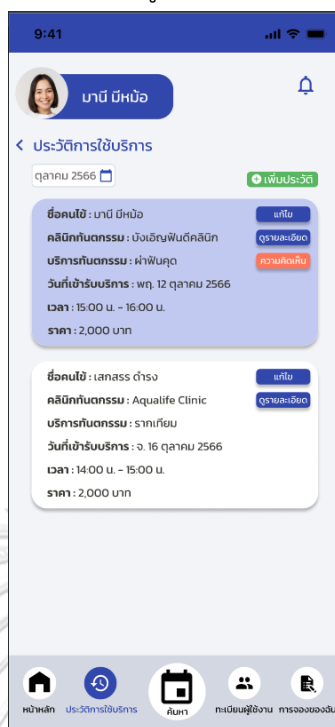 9:41
มานี มีหม้อ
ประวัติการใช้บริการ
ตุลาคม 2566
เพิ่มประวัติ
ชื่อคนไข้ : มานี มีหม้อ
แก้ไข
คลินิกทันตกรรม : บังเอิญฟันดีคลินิก
ดูรายละเอียด
บริการทันตกรรม : ผ่าฟันคุด
ความคิดเห็น
วันที่เข้ารับบริการ : พฤ. 12 ตุลาคม 2566
เวลา : 15:00 น. - 16:00 น.
ราคา : 2,000 บาท
ชื่อคนไข้ : เสกสรร ดำรง
แก้ไข
คลินิกทันตกรรม : Aqualife Clinic
ดูรายละเอียด
บริการทันตกรรม : รากเทียม
วันที่เข้ารับบริการ : จ. 16 ตุลาคม 2566
เวลา : 14:00 น. - 15:00 น.
ราคา : 2,000 บาท
หน้าหลัก ประวัติการใช้บริการ ค้นหา ทะเบียนผู้ใช้งาน การจองของฉัน